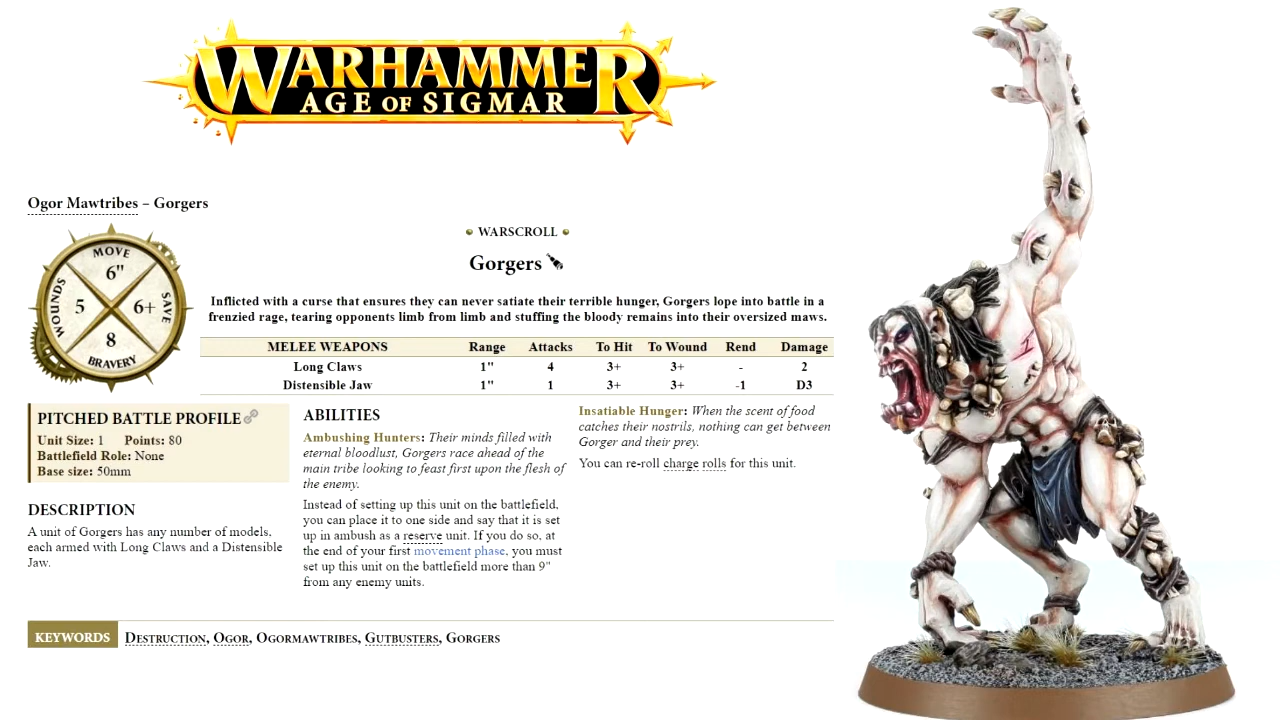 WARHAMMER
AGE OF SIGMAR
Ogor Mawtribes – Gorgers
MOVE
6"
WOUNDS
5
6+
SAVE
8
BRAVERY
WARSCROLL
Gorgers
Inflicted with a curse that ensures they can never satiate their terrible hunger, Gorgers lope into battle in a
frenzied rage, tearing opponents limb from limb and stuffing the bloody remains into their oversized maws.
MELEE WEAPONS Range Attacks To Hit To Wound Rend Damage
Long Claws 1" 4 3+ 3+ - 2
Distensible Jaw 1" 1 3+ 3+ -1 D3
PITCHED BATTLE PROFILE
Unit Size: 1 Points: 80
Battlefield Role: None
Base size: 50mm
DESCRIPTION
A unit of Gorgers has any number of models,
each armed with Long Claws and a Distensible
Jaw.
ABILITIES
Ambushing Hunters: Their minds filled with
eternal bloodlust, Gorgers race ahead of the
main tribe looking to feast first upon the flesh of
the enemy.
Instead of setting up this unit on the battlefield,
you can place it to one side and say that it is set
up in ambush as a reserve unit. If you do so, at
the end of your first movement phase, you must
set up this unit on the battlefield more than 9"
from any enemy units.
Insatiable Hunger: When the scent of food
catches their nostrils, nothing can get between
Gorger and their prey.
You can re-roll charge rolls for this unit.
KEYWORDS DESTRUCTION, OGOR, OGORMAWTRIBES, GUTBUSTERS, GORGERS